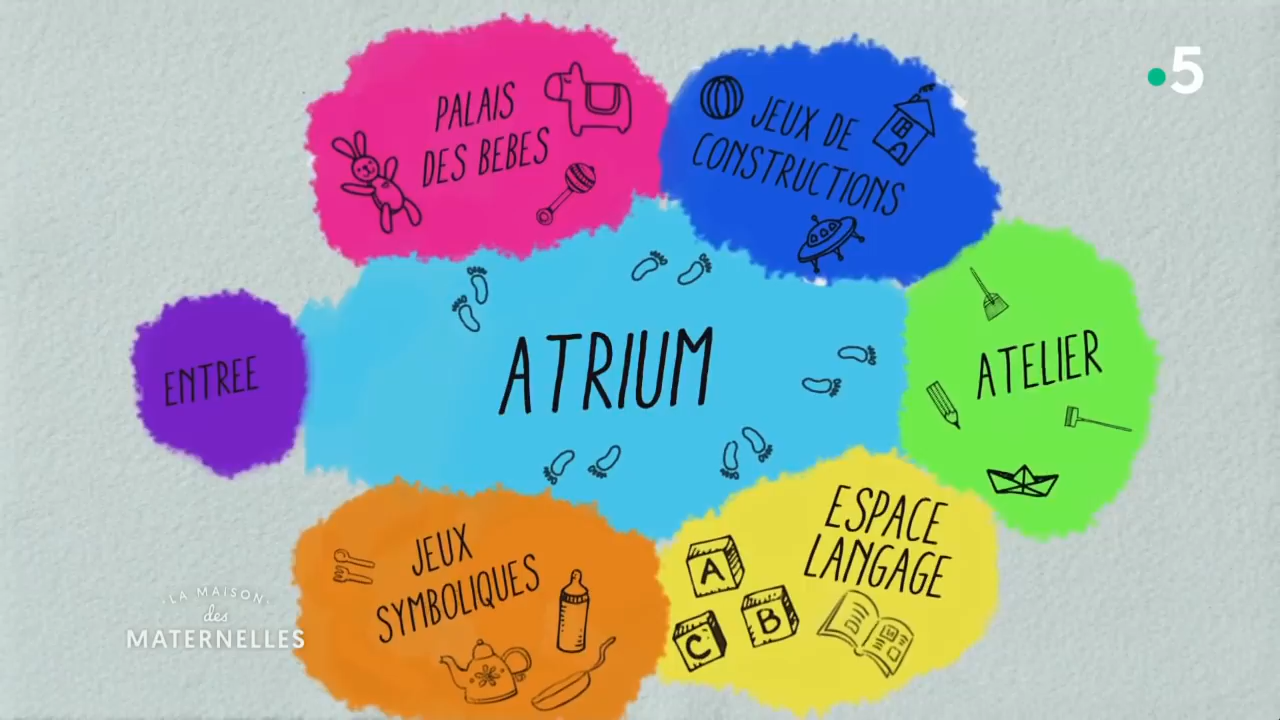 PALAIS
DES BEBES
JEUX DE
CONSTRUCTIONS
5
ENTREE
ATRIUM
ATELIER
JEUX
SYMBOLIQUES
ESPACE
LANGAGE
A
B
C
LA MAISON
des
MATERNELLES